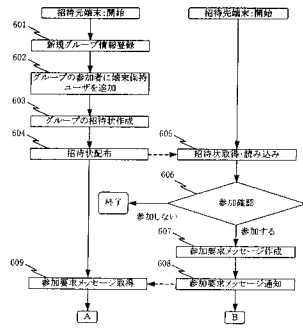 招待先端末:開始
招待先端末:開始
601
新規グループ情報登録
602
グループの参加者に端末保持
ユーザを追加
603
グループの招待状作成
604
招待状配布
605
招待状取得・読み込み
606
参加確認
終了
参加しない
参加する
607
参加要求メッセージ作成
608
参加要求メッセージ通知
609
参加要求メッセージ取得
A
B